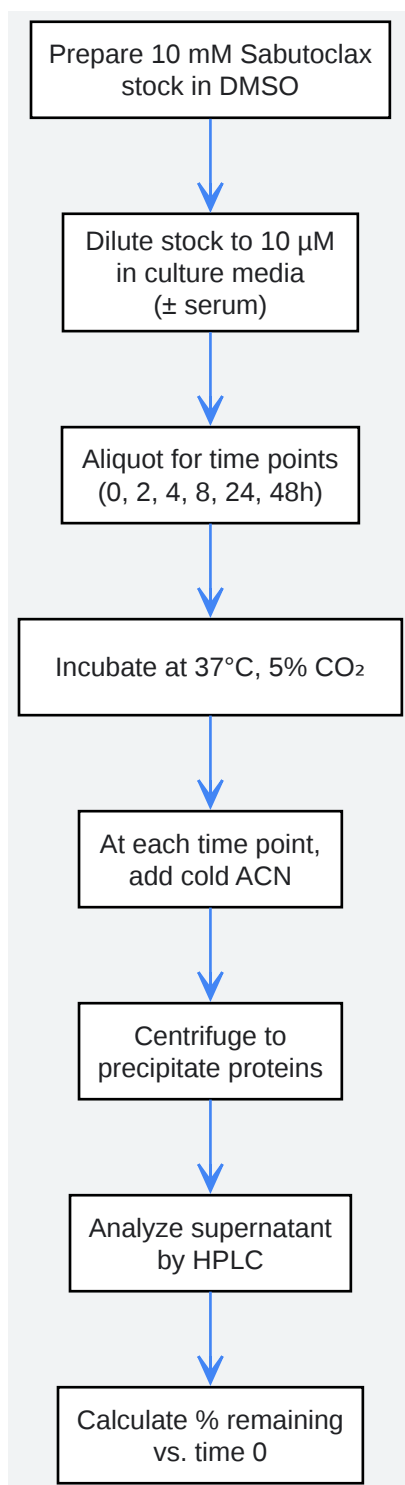 Prepare 10 mM Sabutoclax
stock in DMSO
Dilute stock to 10 µM
in culture media
(± serum)
Aliquot for time points
(0, 2, 4, 8, 24, 48h)
Incubate at 37°C, 5% CO₂
At each time point,
add cold ACN
Centrifuge to
precipitate proteins
Analyze supernatant
by HPLC
Calculate % remaining
vs. time 0